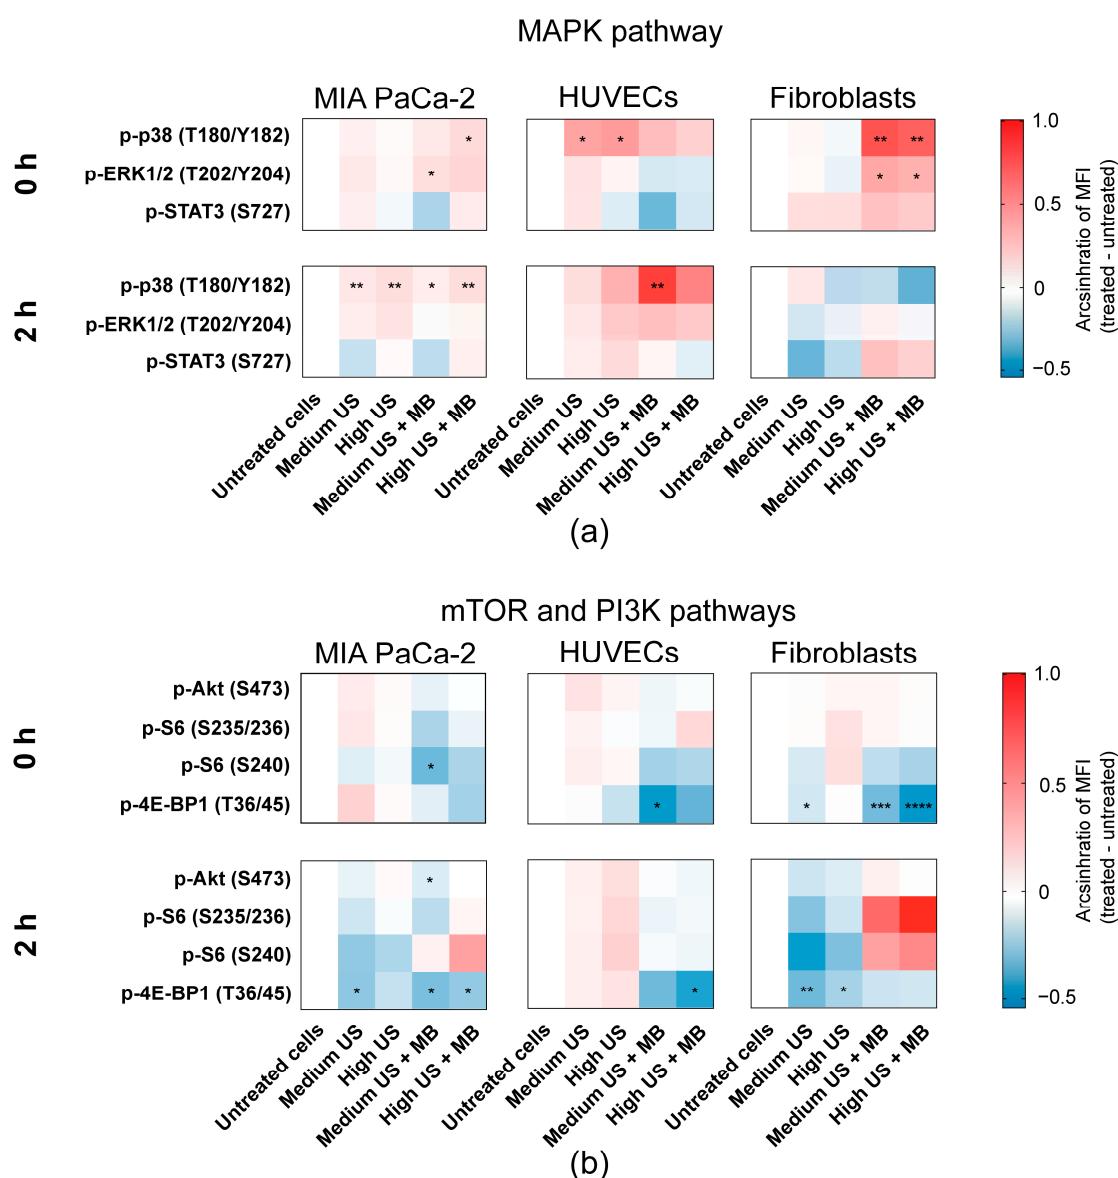 MAPK pathway
MIA PaCa-2 HUVECs Fibroblasts
0 h
p-p38 (T180/Y182) * * * ** **
p-ERK1/2 (T202/Y204) * * *
p-STAT3 (S727)
2 h
p-p38 (T180/Y182) ** ** * ** **
p-ERK1/2 (T202/Y204)
p-STAT3 (S727)
1.0
0.5
0
−0.5
Arcsinhratio of MFI
(treated - untreated)
Untreated cells Medium US High US Medium US + MB High US + MB Untreated cells Medium US High US Medium US + MB High US + MB Untreated cells Medium US High US Medium US + MB High US + MB
(a)
mTOR and PI3K pathways
MIA PaCa-2 HUVECs Fibroblasts
0 h
p-Akt (S473)
p-S6 (S235/236)
p-S6 (S240) *
p-4E-BP1 (T36/45) * * *** ****
2 h
p-Akt (S473) *
p-S6 (S235/236)
p-S6 (S240)
p-4E-BP1 (T36/45) * * * * ** *
1.0
0.5
0
−0.5
Arcsinhratio of MFI
(treated - untreated)
Untreated cells Medium US High US Medium US + MB High US + MB Untreated cells Medium US High US Medium US + MB High US + MB Untreated cells Medium US High US Medium US + MB High US + MB
(b)